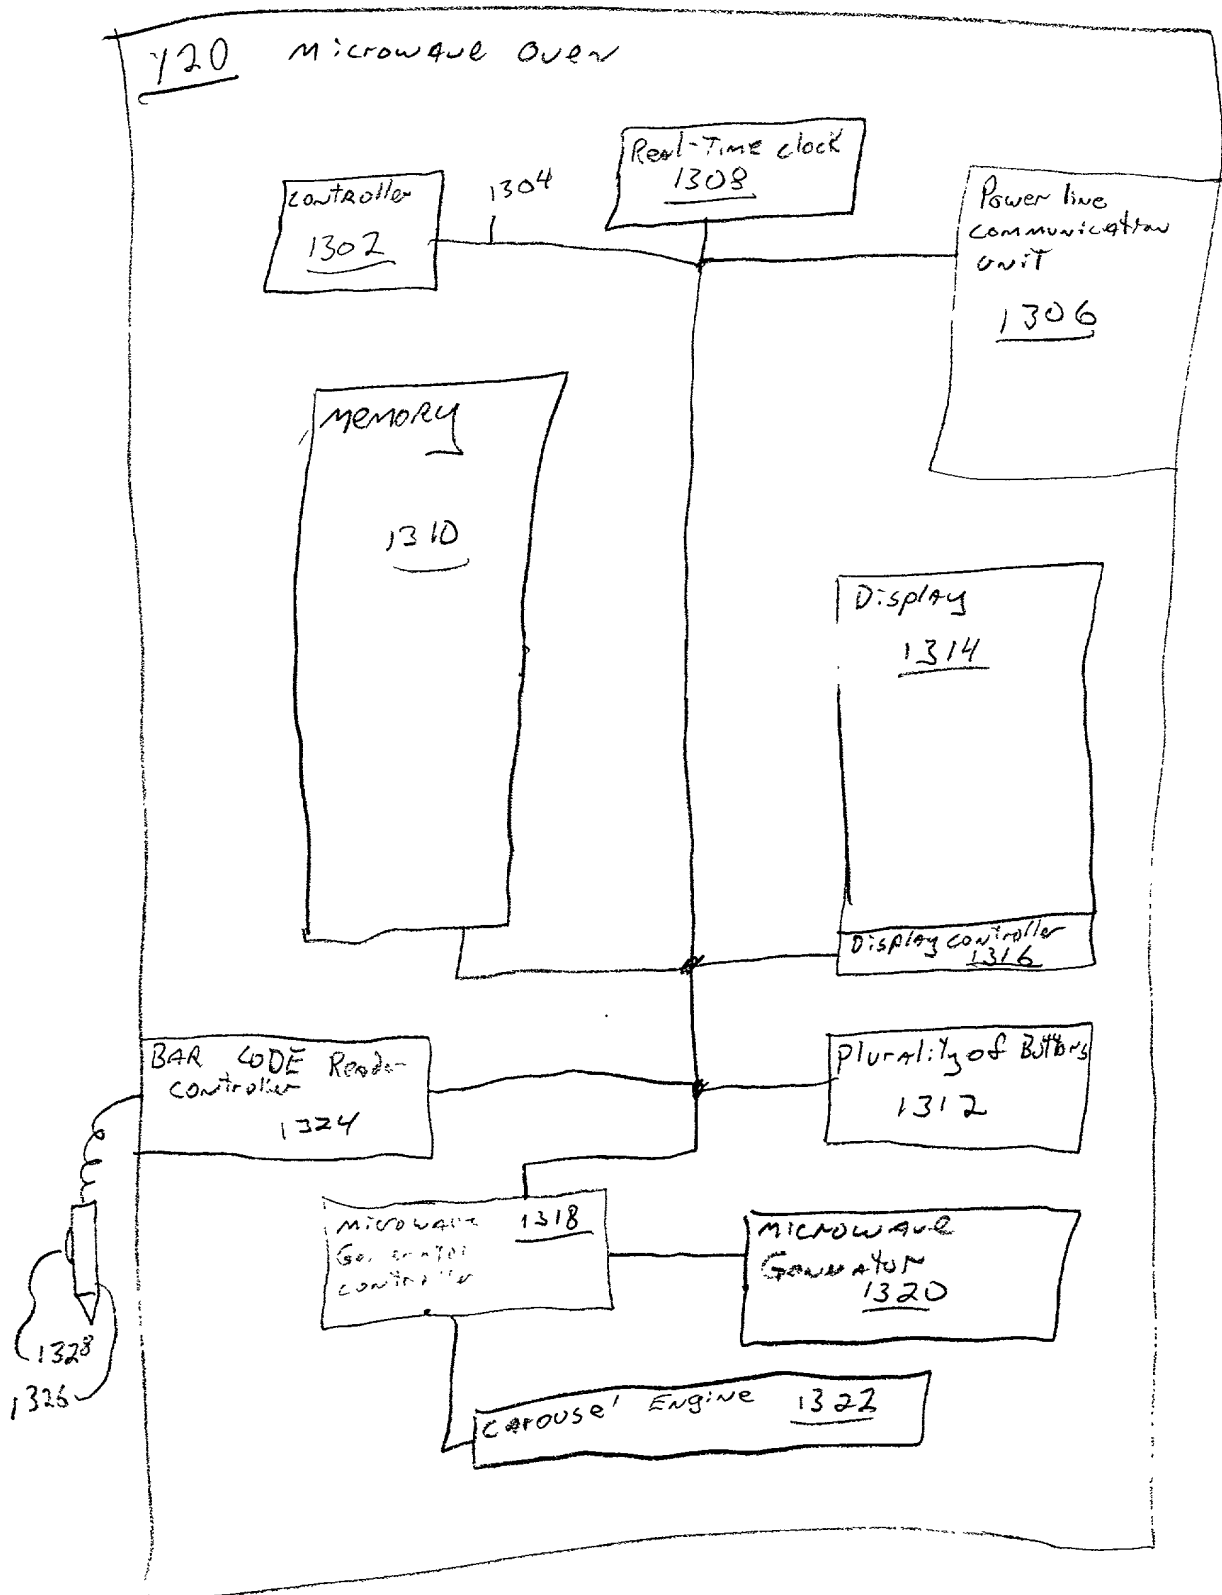 420 Microwave Oven
Real-Time clock
1308
controller
1302
1304
Power line
communication
unit
1306
Memory
1310
Display
1314
Display controller
1316
BAR CODE Reader
controller
1324
Plurality of Buttons
1312
Microwave 1318
Generator
controller
Microwave
Generator
1320
1328
1326
Carousel Engine 1322